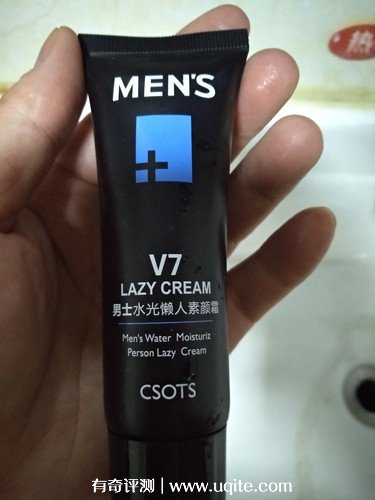 热
MEN'S
V7
LAZY CREAM
男士水光懒人素颜霜
Men's Water Moisturiz
Person Lazy Cream
CSOTS
有奇评测 | www.uqite.com